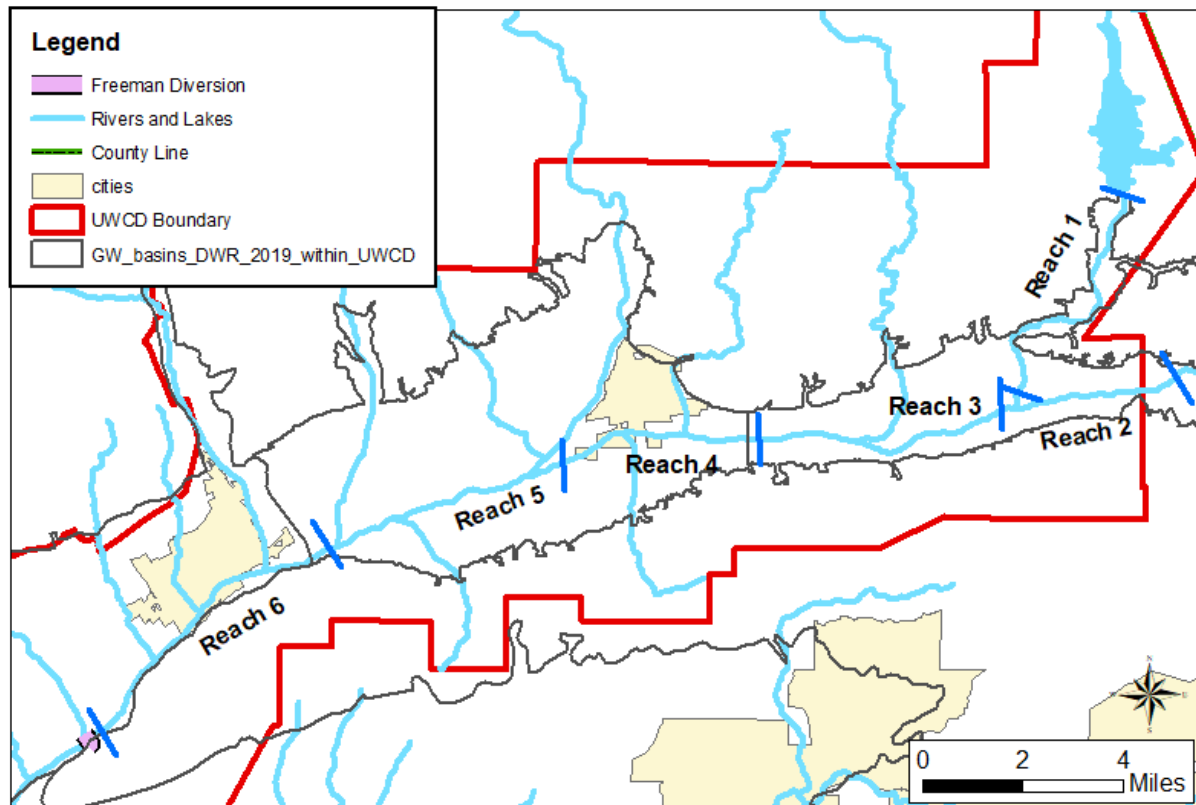 Legend
Freeman Diversion
Rivers and Lakes
County Line
cities
UWCD Boundary
GW_basins_DWR_2019_within_UWCD
Reach 1
Reach 3
Reach 2
Reach 4
Reach 5
Reach 6
N
W E
S
0 2 4
Miles